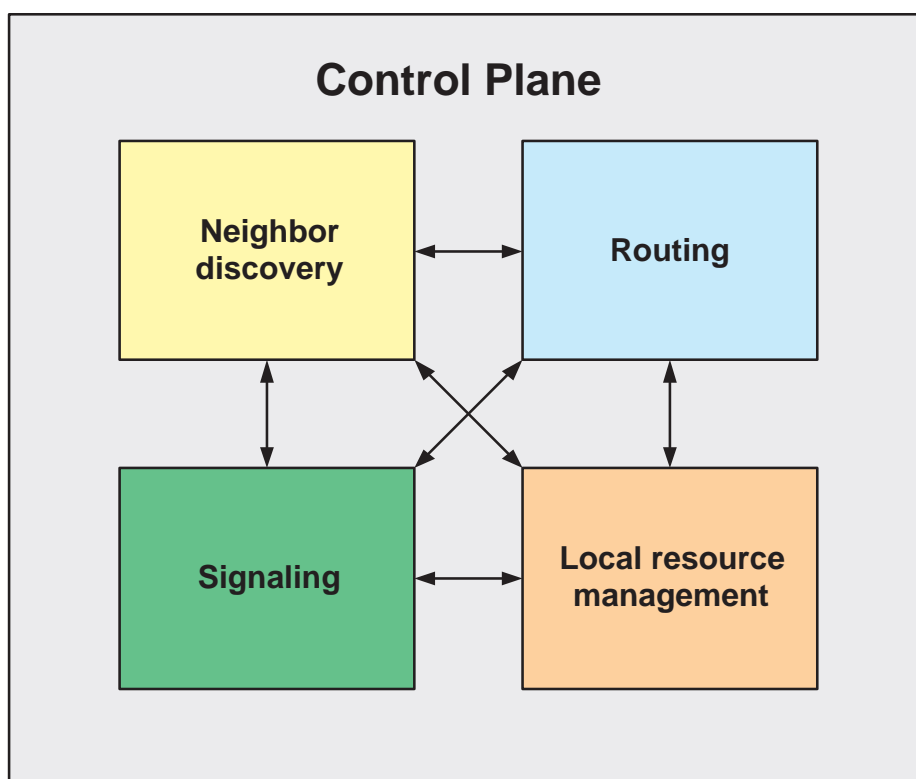 Control Plane
Neighbor
discovery
Routing
Signaling
Local resource
management